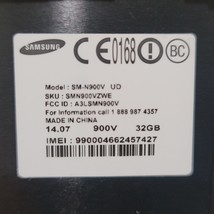 SAMSUNG CE0168 ! BC
Model : SM-N900V UD
SKU : SMN900VZWE
FCC ID : A3LSMN900V
For Information call 1 888 987 4357
MADE IN CHINA
14.07 900V 32GB
IMEI : 990004662457427